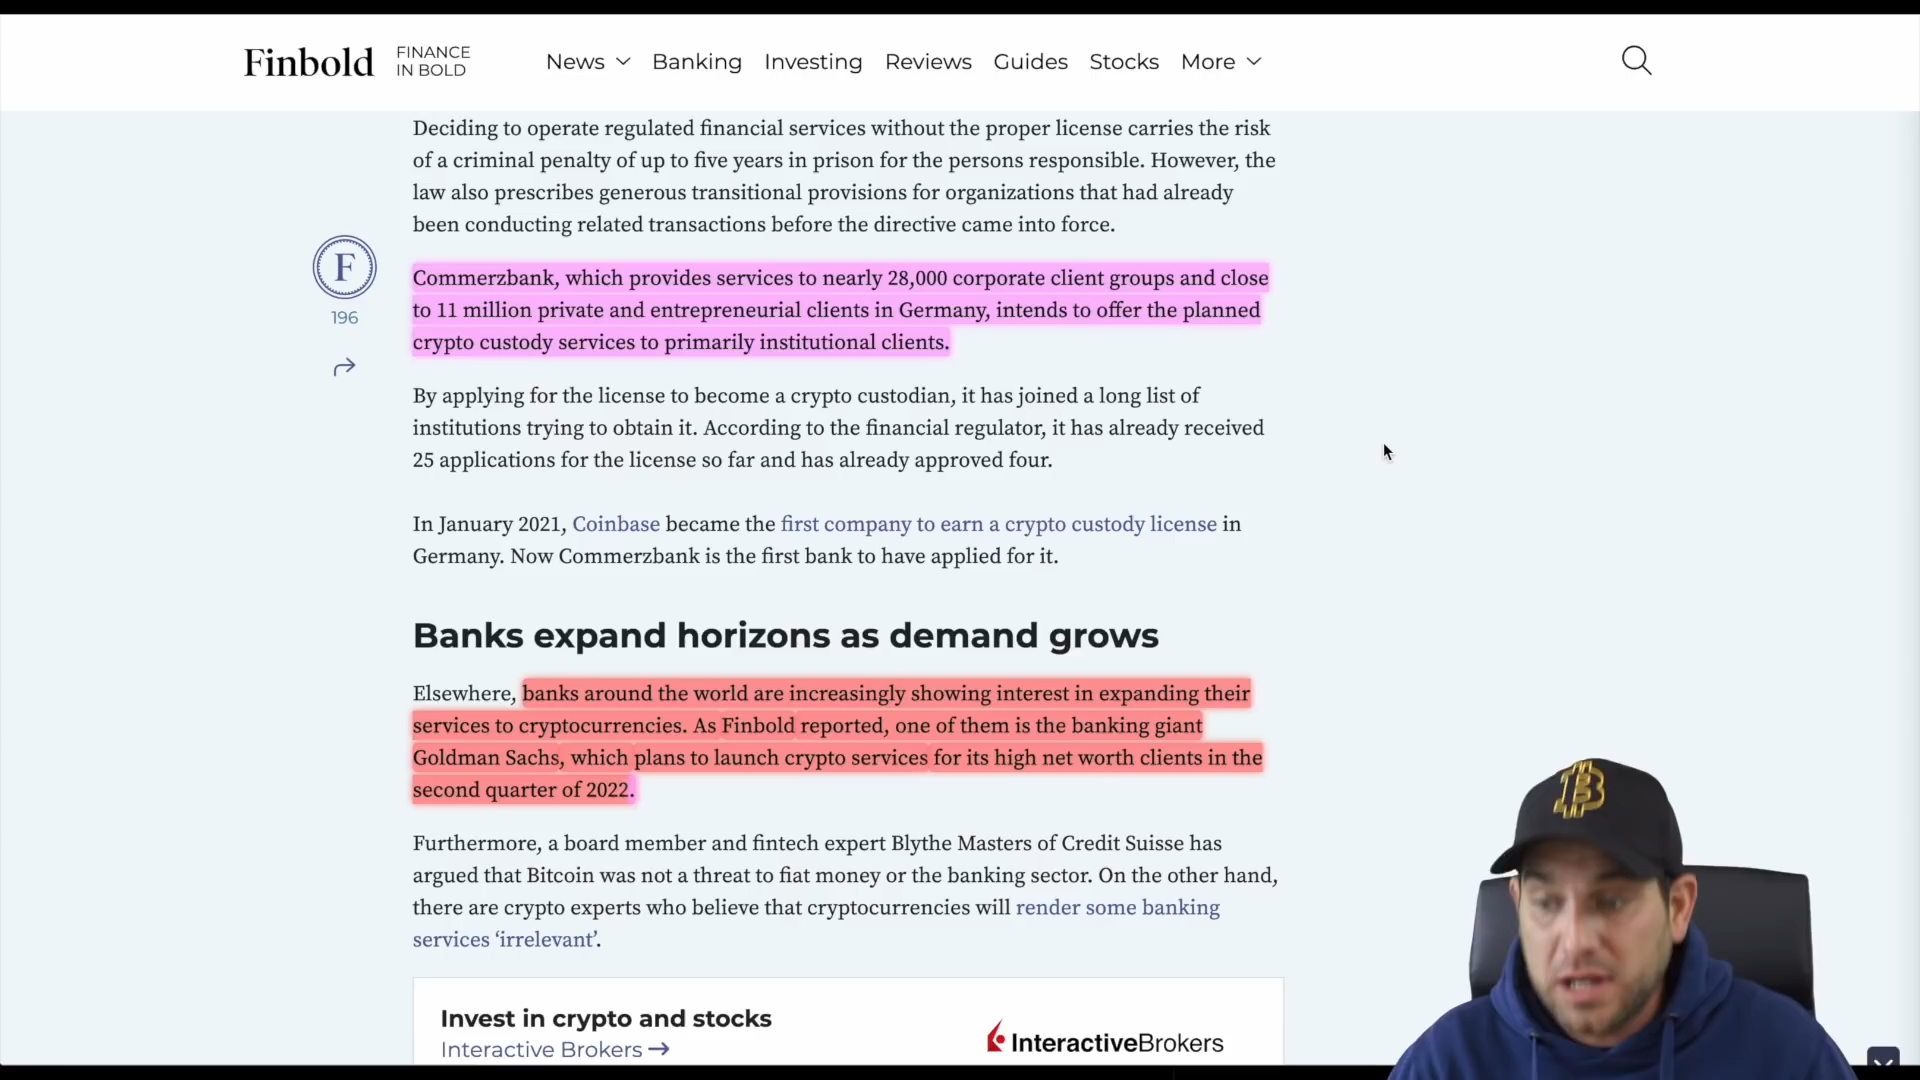 Finbold
FINANCE
IN BOLD
News Banking Investing Reviews Guides Stocks More
Deciding to operate regulated financial services without the proper license carries the risk
of a criminal penalty of up to five years in prison for the persons responsible. However, the
law also prescribes generous transitional provisions for organizations that had already
been conducting related transactions before the directive came into force.
F
196
Commerzbank, which provides services to nearly 28,000 corporate client groups and close
to 11 million private and entrepreneurial clients in Germany, intends to offer the planned
crypto custody services to primarily institutional clients.
By applying for the license to become a crypto custodian, it has joined a long list of
institutions trying to obtain it. According to the financial regulator, it has already received
25 applications for the license so far and has already approved four.
In January 2021, Coinbase became the first company to earn a crypto custody license in
Germany. Now Commerzbank is the first bank to have applied for it.
Banks expand horizons as demand grows
Elsewhere, banks around the world are increasingly showing interest in expanding their
services to cryptocurrencies. As Finbold reported, one of them is the banking giant
Goldman Sachs, which plans to launch crypto services for its high net worth clients in the
second quarter of 2022.
Furthermore, a board member and fintech expert Blythe Masters of Credit Suisse has
argued that Bitcoin was not a threat to fiat money or the banking sector. On the other hand,
there are crypto experts who believe that cryptocurrencies will render some banking
services ‘irrelevant’.
Invest in crypto and stocks
Interactive Brokers →
InteractiveBrokers